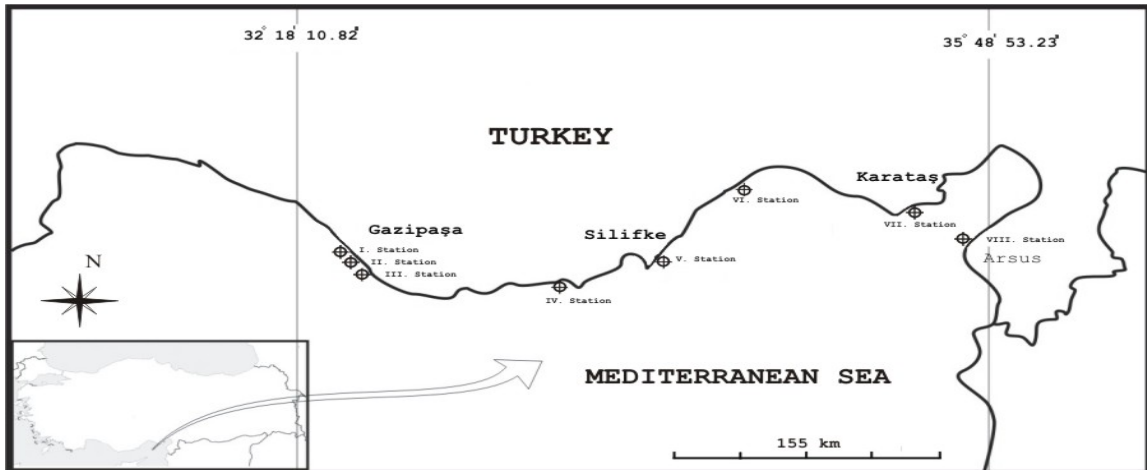 32° 18' 10.82"
35° 48' 53.23"
TURKEY
Karataş
VI. Station
Gazipaşa
Silifke
VII. Station
I. Station
II. Station
III. Station
V. Station
VIII. Station
Arsus
N
IV. Station
MEDITERRANEAN SEA
155 km